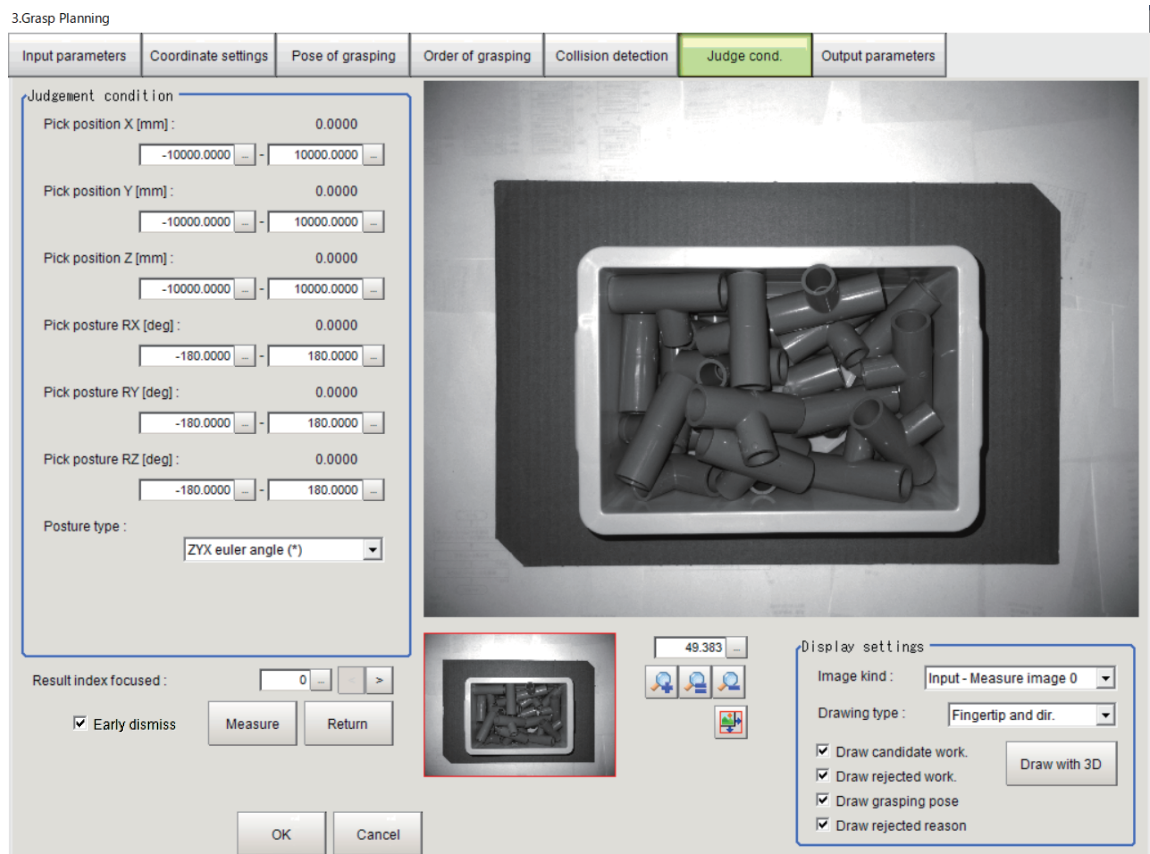 3.Grasp Planning
Input parameters Coordinate settings Pose of grasping Order of grasping Collision detection Judge cond. Output parameters
Judgement condition
Pick position X [mm] : 0.0000
-10000.0000 ... - 10000.0000 ...
Pick position Y [mm] : 0.0000
-10000.0000 ... - 10000.0000 ...
Pick position Z [mm] : 0.0000
-10000.0000 ... - 10000.0000 ...
Pick posture RX [deg] : 0.0000
-180.0000 ... - 180.0000 ...
Pick posture RY [deg] : 0.0000
-180.0000 ... - 180.0000 ...
Pick posture RZ [deg] : 0.0000
-180.0000 ... - 180.0000 ...
Posture type :
ZYX euler angle (*)
Result index focused : 0 ... < >
Early dismiss Measure Return
OK Cancel
49.383 ...
Display settings
Image kind : Input - Measure image 0
Drawing type : Fingertip and dir.
Draw candidate work.
Draw rejected work.
Draw grasping pose
Draw rejected reason
Draw with 3D